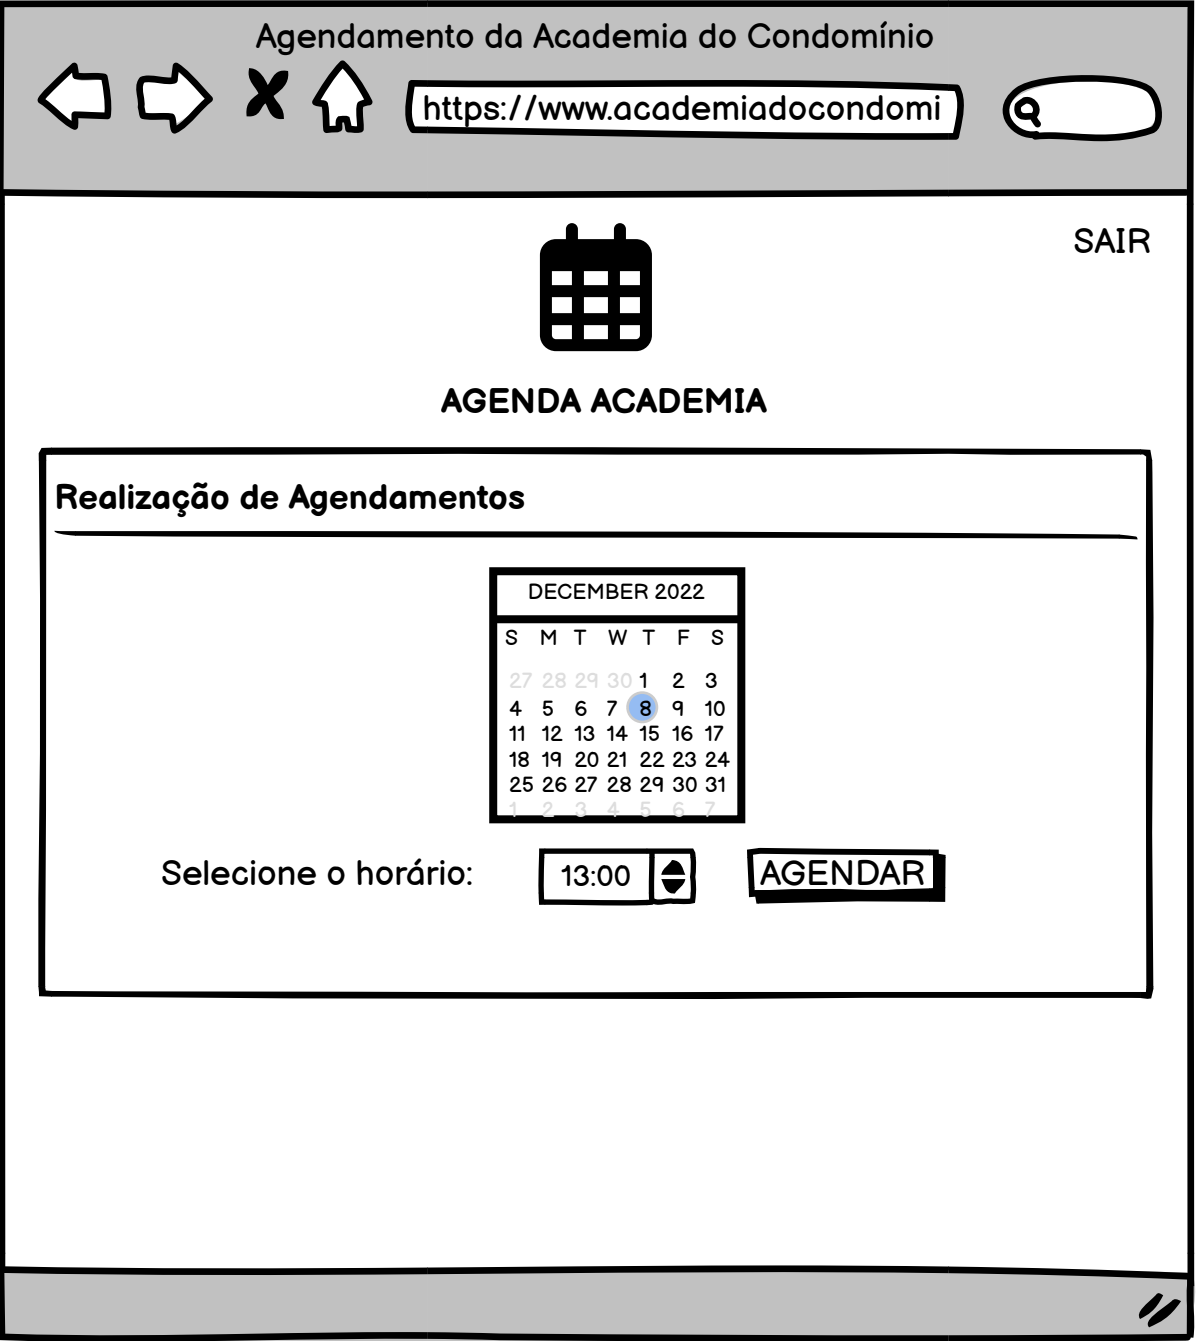 Agendamento da Academia do Condomínio
https://www.academiadocondomi
SAIR
AGENDA ACADEMIA
Realização de Agendamentos
DECEMBER 2022
S M T W T F S
27 28 29 30 1 2 3
4 5 6 7 8 9 10
11 12 13 14 15 16 17
18 19 20 21 22 23 24
25 26 27 28 29 30 31
1 2 3 4 5 6 7
Selecione o horário: 13:00 AGENDAR